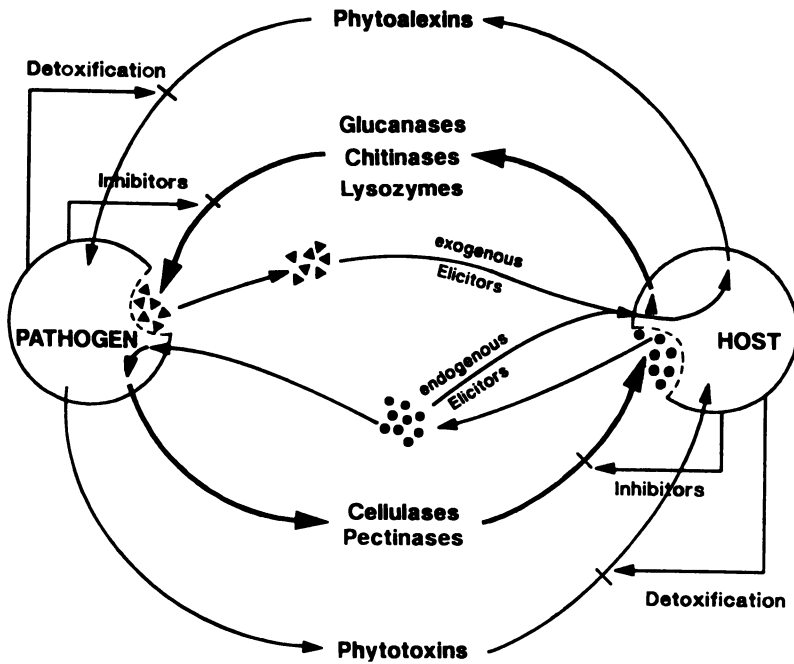 Phytoalexins
Detoxification
Glucanases
Chitinases
Lysozymes
Inhibitors
exogenous
Elicitors
PATHOGEN
HOST
endogenous
Elicitors
Inhibitors
Cellulases
Pectinases
Detoxification
Phytotoxins